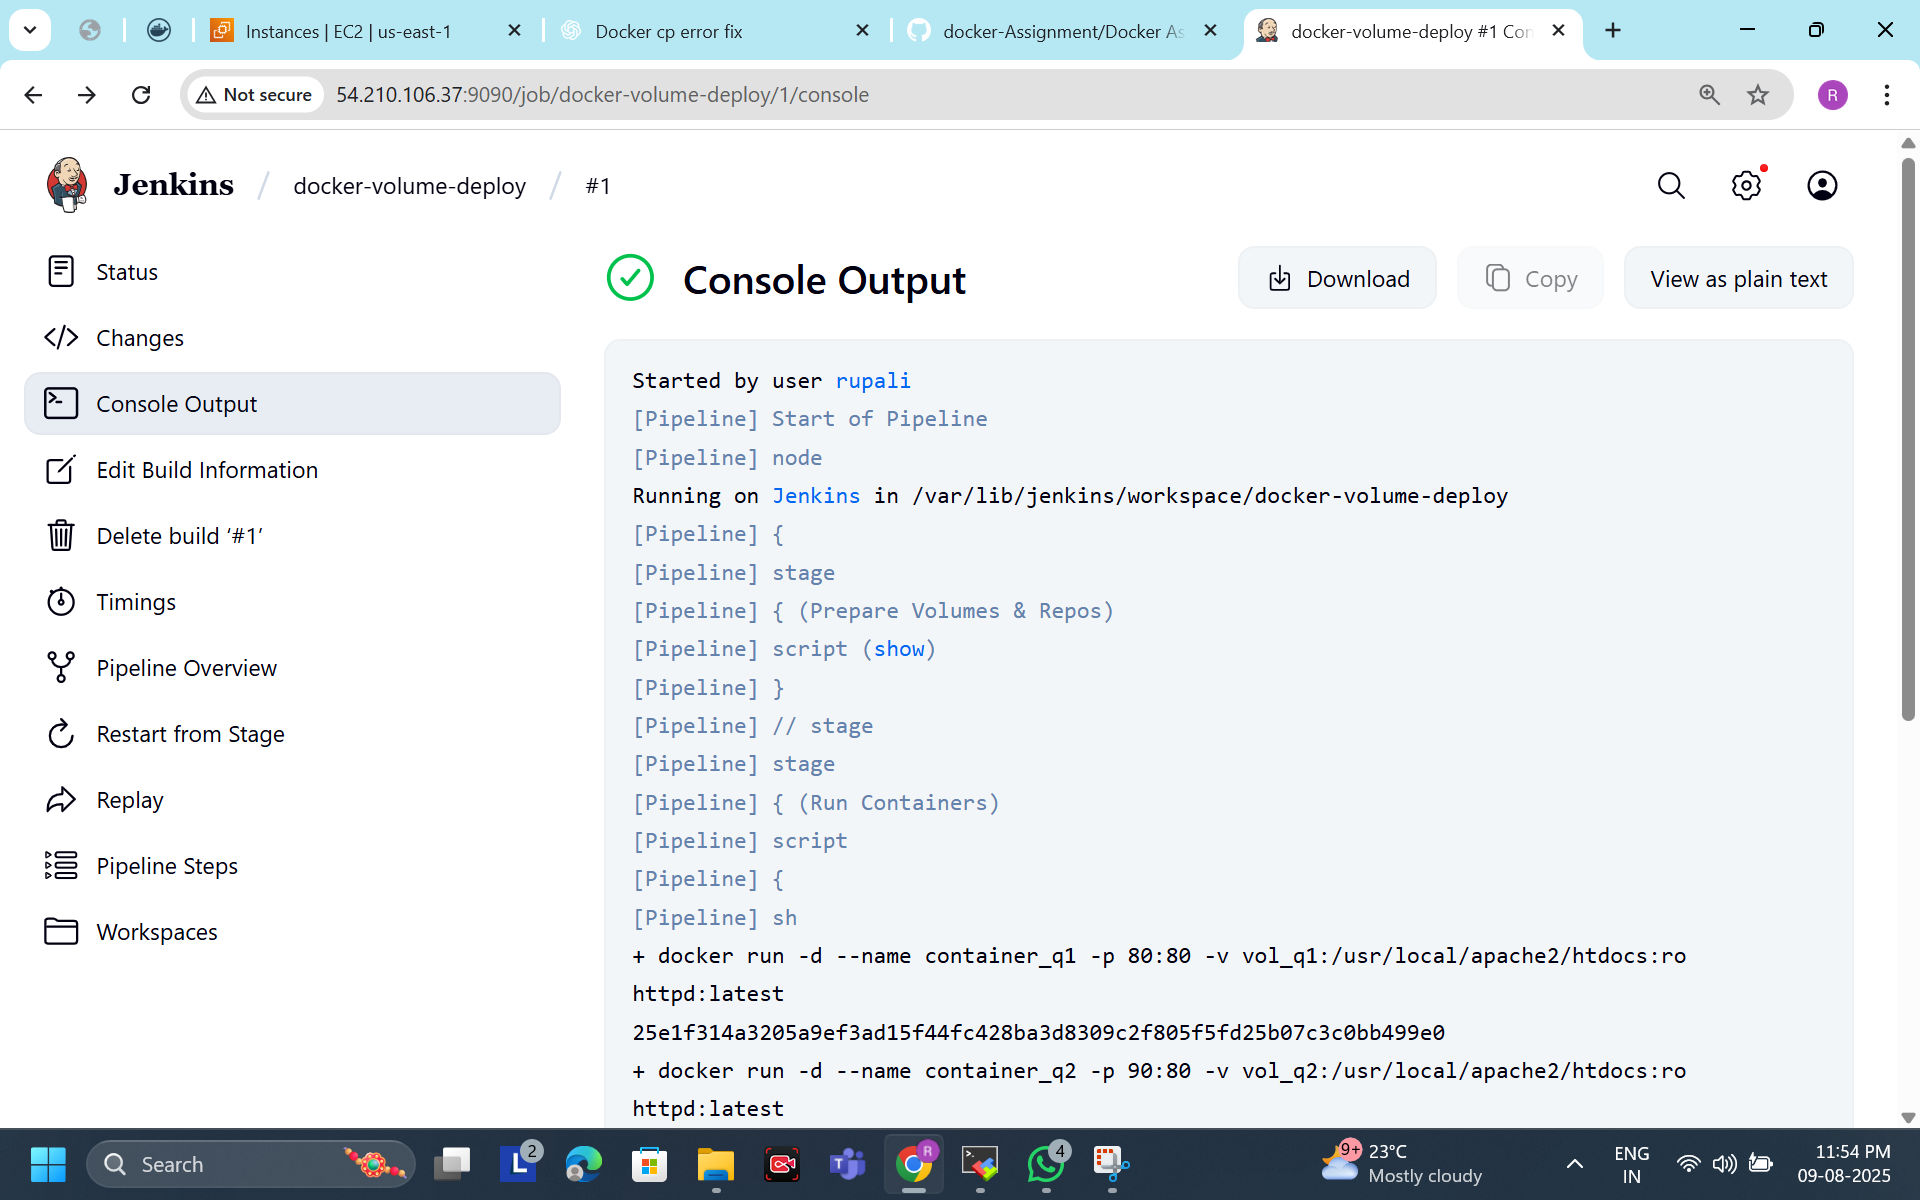 Instances | EC2 | us-east-1
Docker cp error fix
docker-Assignment/Docker As
docker-volume-deploy #1 Con
Not secure
54.210.106.37:9090/job/docker-volume-deploy/1/console
R
Jenkins / docker-volume-deploy / #1
Status
Changes
Console Output
Edit Build Information
Delete build ‘#1’
Timings
Pipeline Overview
Restart from Stage
Replay
Pipeline Steps
Workspaces
Console Output
Download
Copy
View as plain text
Started by user rupali
[Pipeline] Start of Pipeline
[Pipeline] node
Running on Jenkins in /var/lib/jenkins/workspace/docker-volume-deploy
[Pipeline] {
[Pipeline] stage
[Pipeline] { (Prepare Volumes & Repos)
[Pipeline] script (show)
[Pipeline] }
[Pipeline] // stage
[Pipeline] stage
[Pipeline] { (Run Containers)
[Pipeline] script
[Pipeline] {
[Pipeline] sh
+ docker run -d --name container_q1 -p 80:80 -v vol_q1:/usr/local/apache2/htdocs:ro
httpd:latest
25e1f314a3205a9ef3ad15f44fc428ba3d8309c2f805f5fd25b07c3c0bb499e0
+ docker run -d --name container_q2 -p 90:80 -v vol_q2:/usr/local/apache2/htdocs:ro
httpd:latest
Search
L
2
T
R
4
9+
23°C
Mostly cloudy
ENG
IN
11:54 PM
09-08-2025